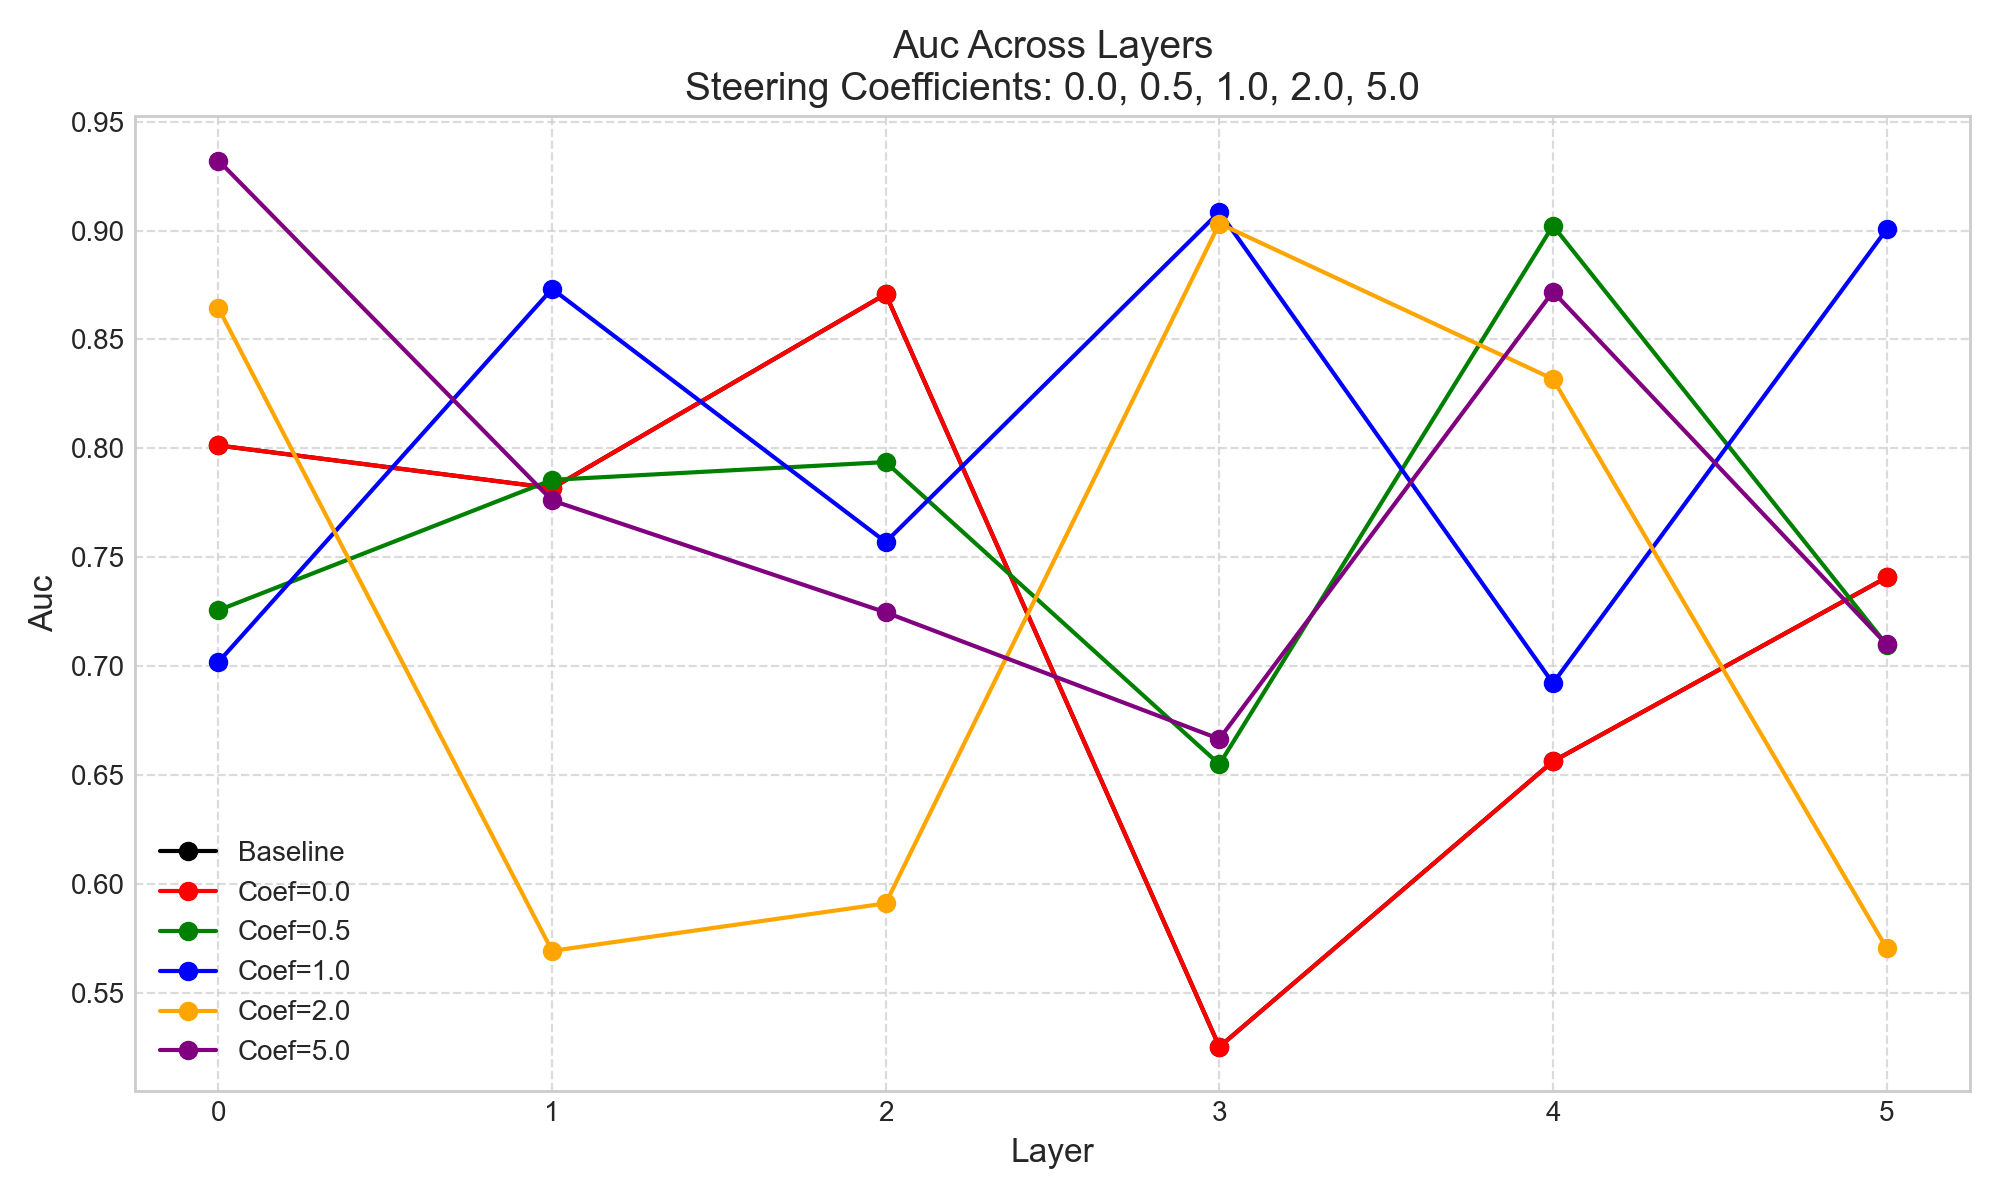 Auc Across Layers
Steering Coefficients: 0.0, 0.5, 1.0, 2.0, 5.0
Auc
0.95
0.90
0.85
0.80
0.75
0.70
0.65
0.60
0.55
Baseline
Coef=0.0
Coef=0.5
Coef=1.0
Coef=2.0
Coef=5.0
0 1 2 3 4 5
Layer